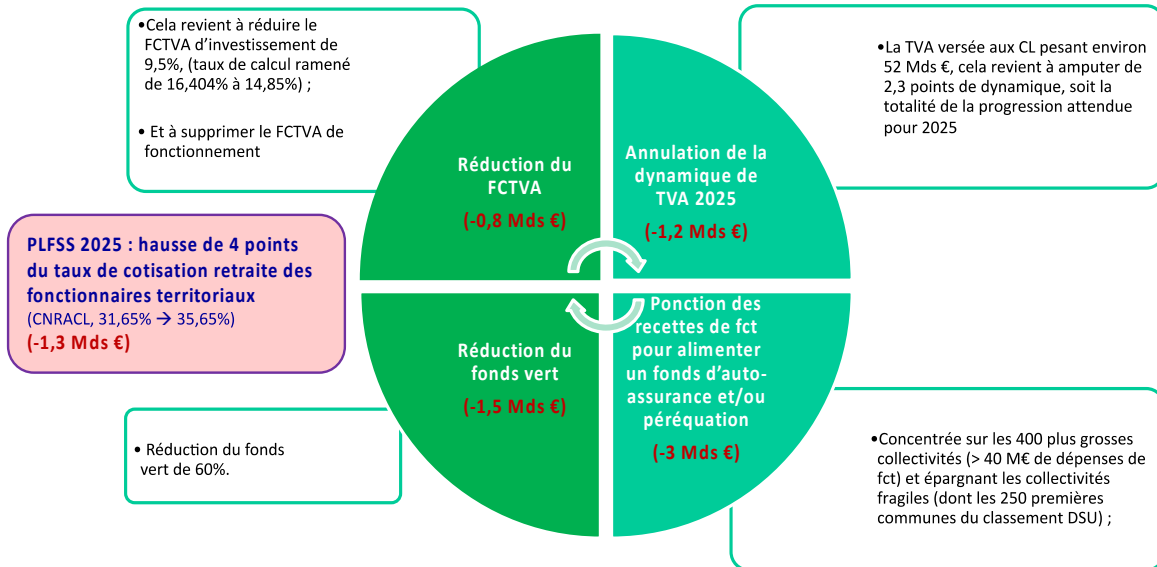 •Cela revient à réduire le
FCTVA d'investissement de
9,5%, (taux de calcul ramené
de 16,404% à 14,85%) ;
• Et à supprimer le FCTVA de
fonctionnement
•La TVA versée aux CL pesant environ
52 Mds €, cela revient à amputer de
2,3 points de dynamique, soit la
totalité de la progression attendue
pour 2025
Réduction du
FCTVA
(-0,8 Mds €)
Annulation de la
dynamique de
TVA 2025
(-1,2 Mds €)
PLFSS 2025 : hausse de 4 points
du taux de cotisation retraite des
fonctionnaires territoriaux
(CNRACL, 31,65% → 35,65%)
(-1,3 Mds €)
Réduction du
fonds vert
(-1,5 Mds €)
Ponction des
recettes de fct
pour alimenter
un fonds d'auto-
assurance et/ou
péréquation
(-3 Mds €)
• Réduction du fonds
vert de 60%.
•Concentrée sur les 400 plus grosses
collectivités (> 40 M€ de dépenses de
fct) et épargnant les collectivités
fragiles (dont les 250 premières
communes du classement DSU) ;